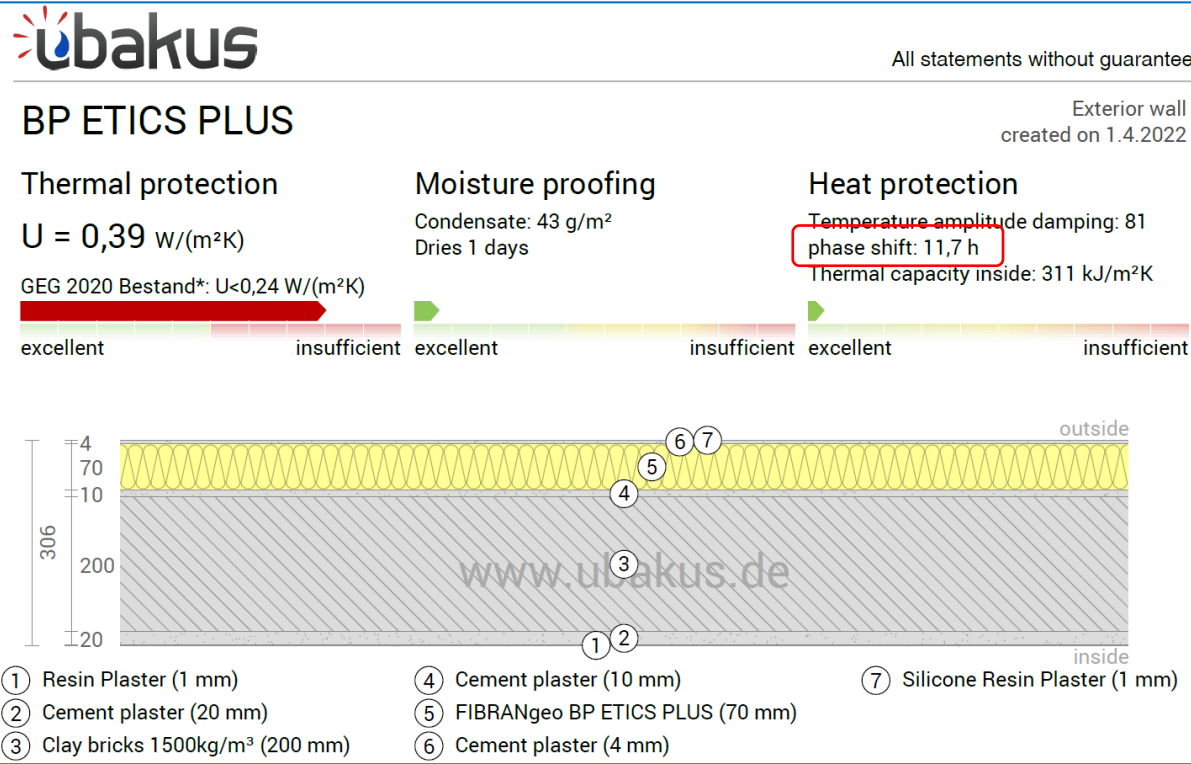 ubakus
All statements without guarantee
BP ETICS PLUS
Exterior wall
created on 1.4.2022
Thermal protection
U = 0,39 W/(m²K)
GEG 2020 Bestand*: U<0,24 W/(m²K)
excellent insufficient
Moisture proofing
Condensate: 43 g/m²
Dries 1 days
excellent insufficient
Heat protection
Temperature amplitude damping: 81
phase shift: 11,7 h
Thermal capacity inside: 311 kJ/m²K
excellent insufficient
outside
4
70
10
200
20
306
6 7
5
4
3
1 2
www.ubakus.de
inside
1 Resin Plaster (1 mm)
2 Cement plaster (20 mm)
3 Clay bricks 1500kg/m³ (200 mm)
4 Cement plaster (10 mm)
5 FIBRANgeo BP ETICS PLUS (70 mm)
6 Cement plaster (4 mm)
7 Silicone Resin Plaster (1 mm)